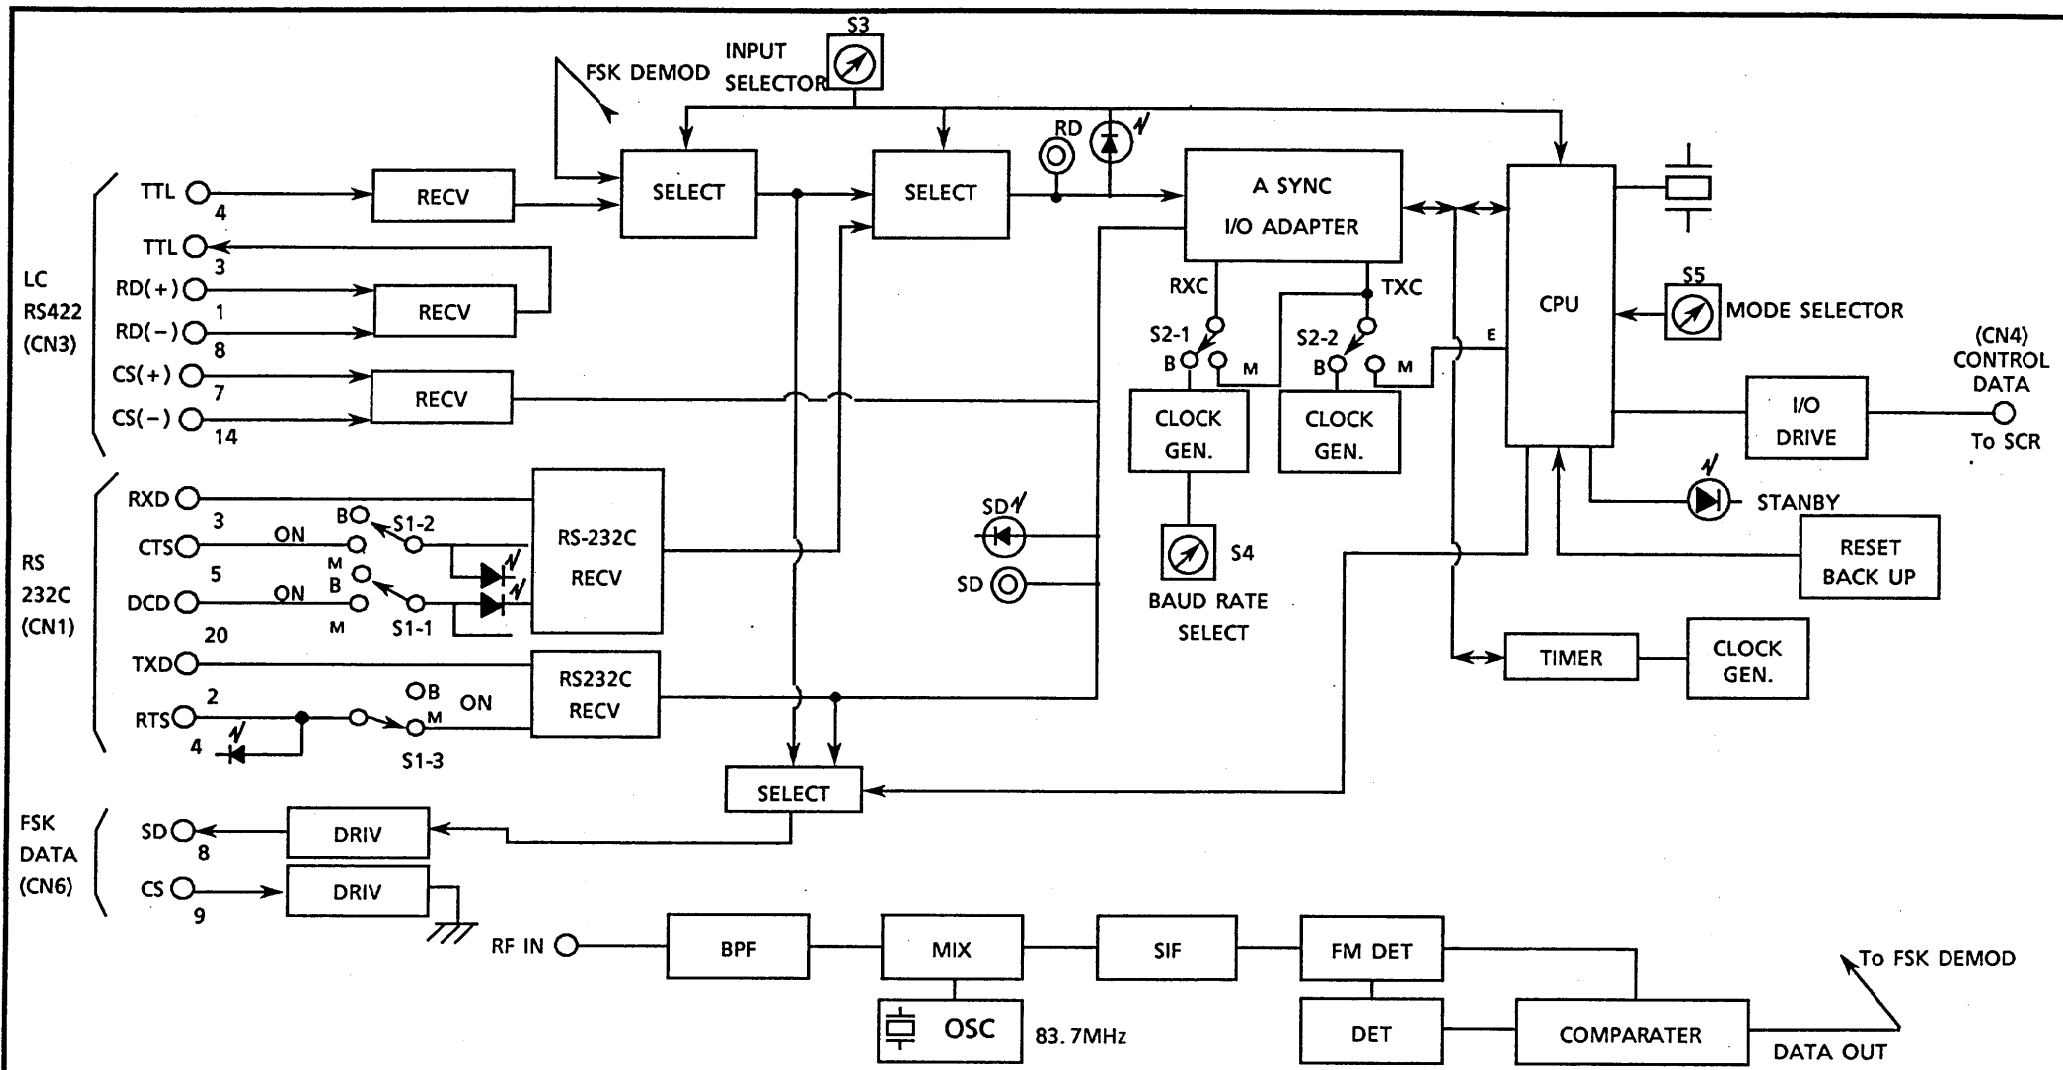 S3
INPUT
SELECTOR
FSK DEMOD
RD
TTL
4
RECV
SELECT
SELECT
A SYNC
I/O ADAPTER
CPU
TTL
3
LC
RS422
(CN3)
RD(+)
1
RECV
RD(−)
8
CS(+)
7
RECV
CS(−)
14
RXC
TXC
S2-1
B
M
S2-2
B
M
E
CLOCK
GEN.
CLOCK
GEN.
S5
MODE SELECTOR
(CN4)
CONTROL
DATA
I/O
DRIVE
To SCR
STANBY
RESET
BACK UP
RS
232C
(CN1)
RXD
3
CTS
ON
5
B
S1-2
M
DCD
ON
20
B
M
S1-1
RS-232C
RECV
SD
SD
S4
BAUD RATE
SELECT
TXD
2
RTS
4
B
M
ON
S1-3
RS232C
RECV
TIMER
CLOCK
GEN.
SELECT
FSK
DATA
(CN6)
SD
8
DRIV
CS
9
DRIV
RF IN
BPF
MIX
SIF
FM DET
To FSK DEMOD
OSC
83.7MHz
DET
COMPARATER
DATA OUT